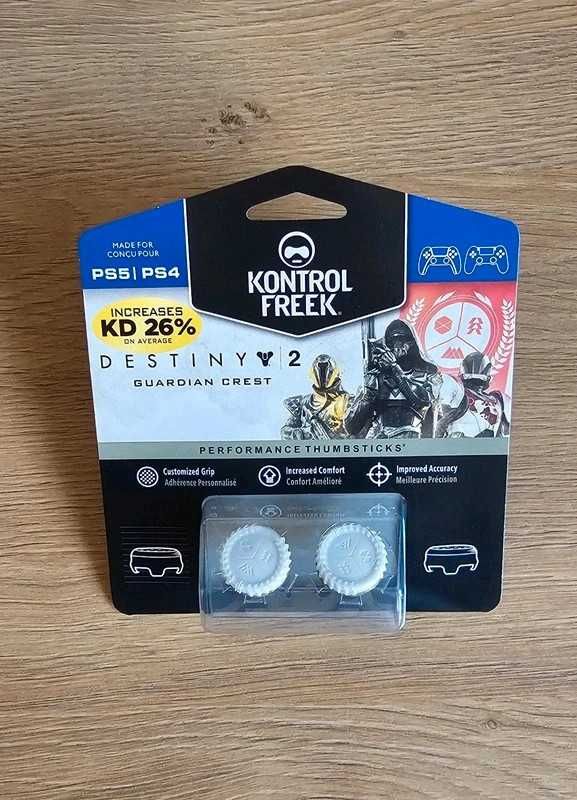 MADE FOR
CONÇU POUR
PS5 | PS4
KONTROL
FREEK
INCREASES
KD 26%
ON AVERAGE
DESTINY 2
GUARDIAN CREST
PERFORMANCE THUMBSTICKS
Customized Grip
Adhérence Personnalisé
Increased Comfort
Confort Amélioré
Improved Accuracy
Meilleure Précision